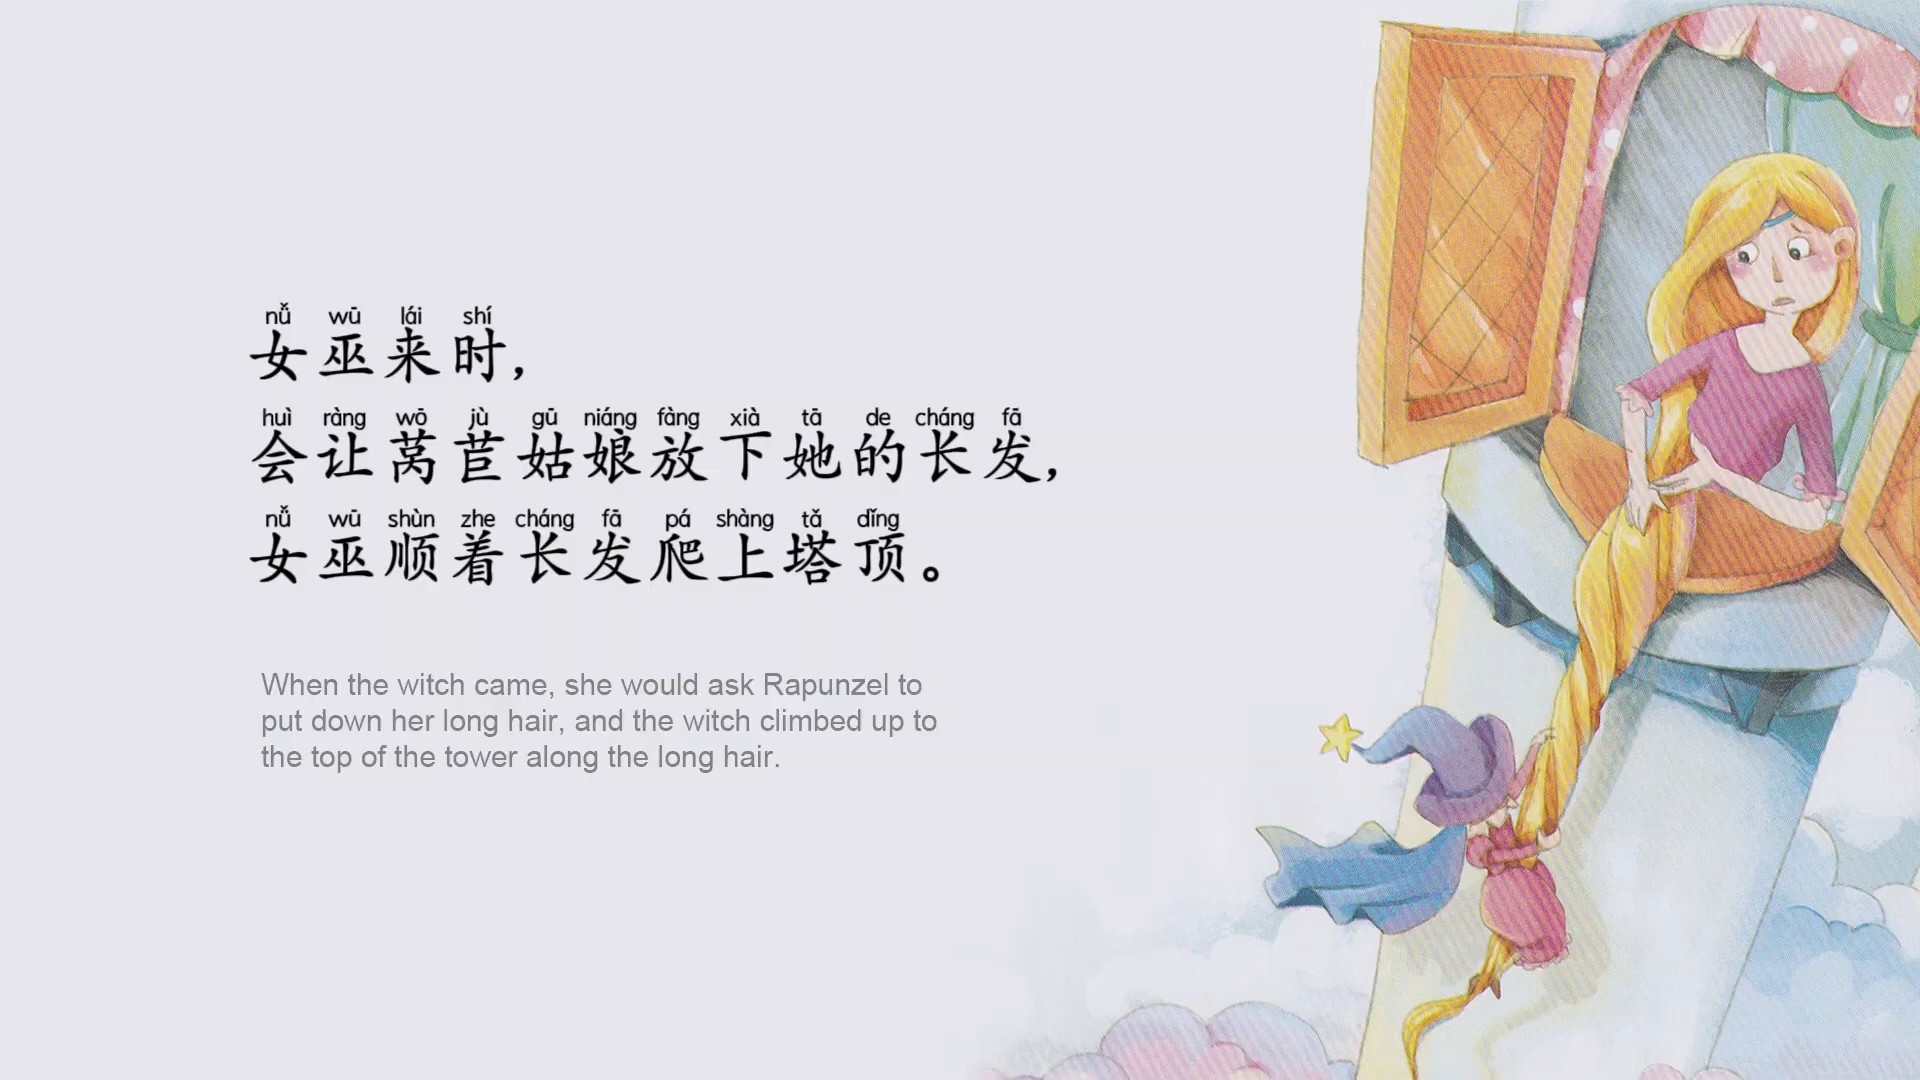 nǚ wū lái shí
女巫来时，
huì ràng wō jù gū niáng fàng xià tā de cháng fā
会让莴苣姑娘放下她的长发，
nǚ wū shùn zhe cháng fā pá shàng tǎ dǐng
女巫顺着长发爬上塔顶。
When the witch came, she would ask Rapunzel to
put down her long hair, and the witch climbed up to
the top of the tower along the long hair.